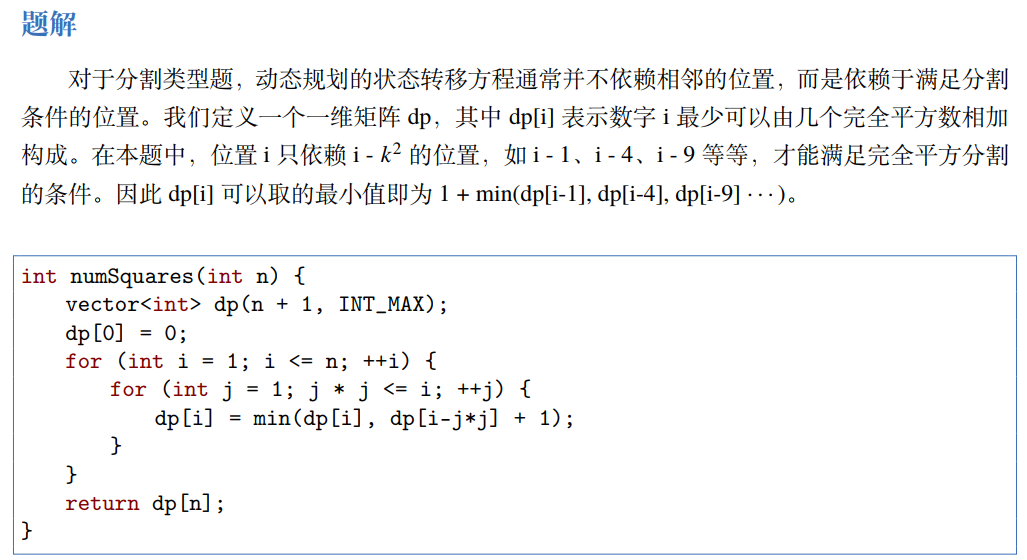 题解
对于分割类型题，动态规划的状态转移方程通常并不依赖相邻的位置，而是依赖于满足分割
条件的位置。我们定义一个一维矩阵 dp，其中 dp[i] 表示数字 i 最少可以由几个完全平方数相加
构成。在本题中，位置 i 只依赖 i - k² 的位置，如 i - 1、i - 4、i - 9 等等，才能满足完全平方分割
的条件。因此 dp[i] 可以取的最小值即为 1 + min(dp[i-1], dp[i-4], dp[i-9] · · · )。
int numSquares(int n) {
    vector<int> dp(n + 1, INT_MAX);
    dp[0] = 0;
    for (int i = 1; i <= n; ++i) {
        for (int j = 1; j * j <= i; ++j) {
            dp[i] = min(dp[i], dp[i-j*j] + 1);
        }
    }
    return dp[n];
}